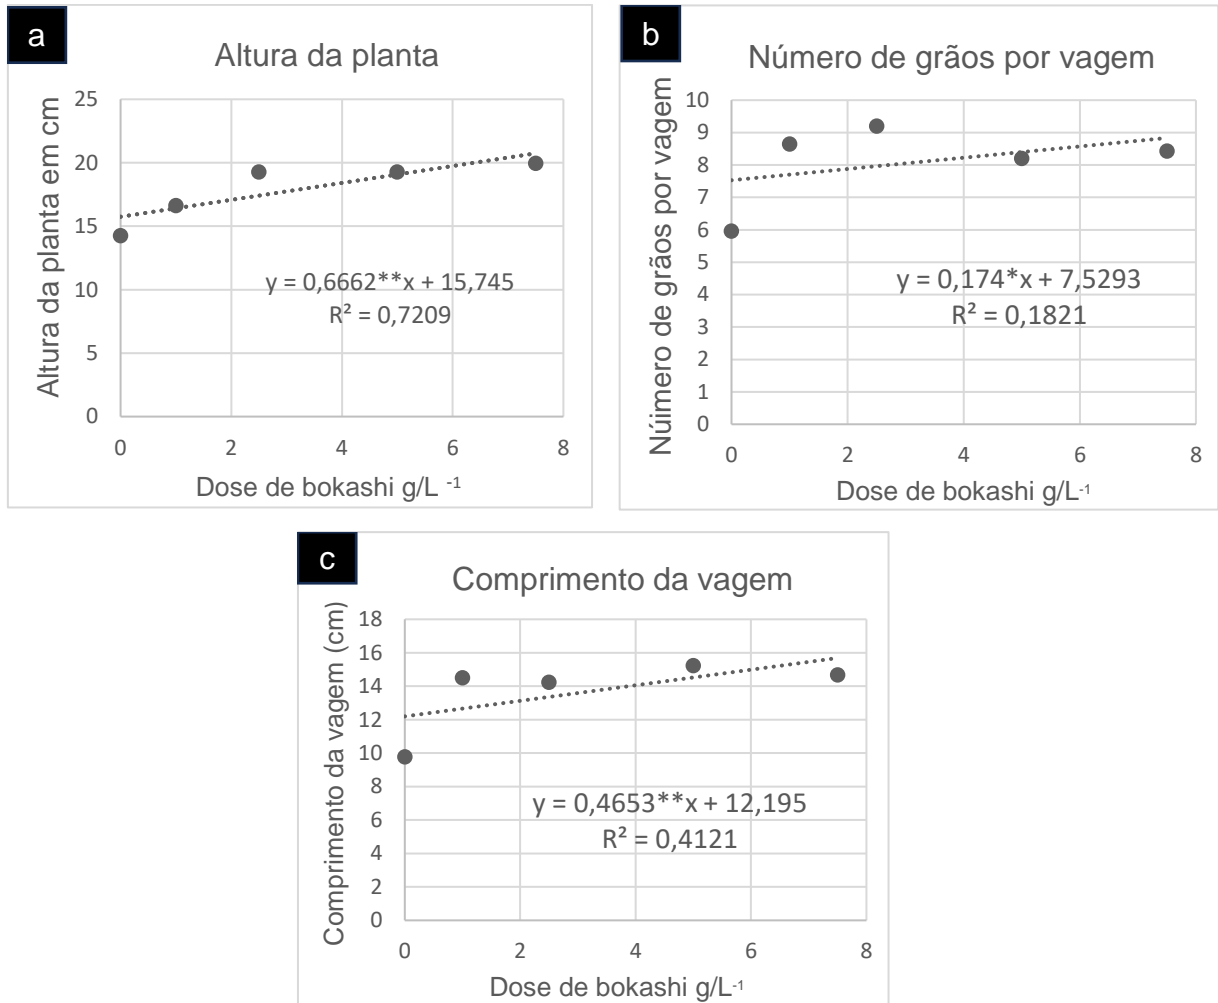 a
Altura da planta
Altura da planta em cm
25
20
15
10
5
0
y = 0,6662**x + 15,745
R² = 0,7209
0 2 4 6 8
Dose de bokashi g/L ⁻¹
b
Número de grãos por vagem
Núimero de grãos por vagem
10
9
8
7
6
5
4
3
2
1
0
y = 0,174*x + 7,5293
R² = 0,1821
0 2 4 6 8
Dose de bokashi g/L⁻¹
c
Comprimento da vagem
Comprimento da vagem (cm)
18
16
14
12
10
8
6
4
2
0
y = 0,4653**x + 12,195
R² = 0,4121
0 2 4 6 8
Dose de bokashi g/L⁻¹